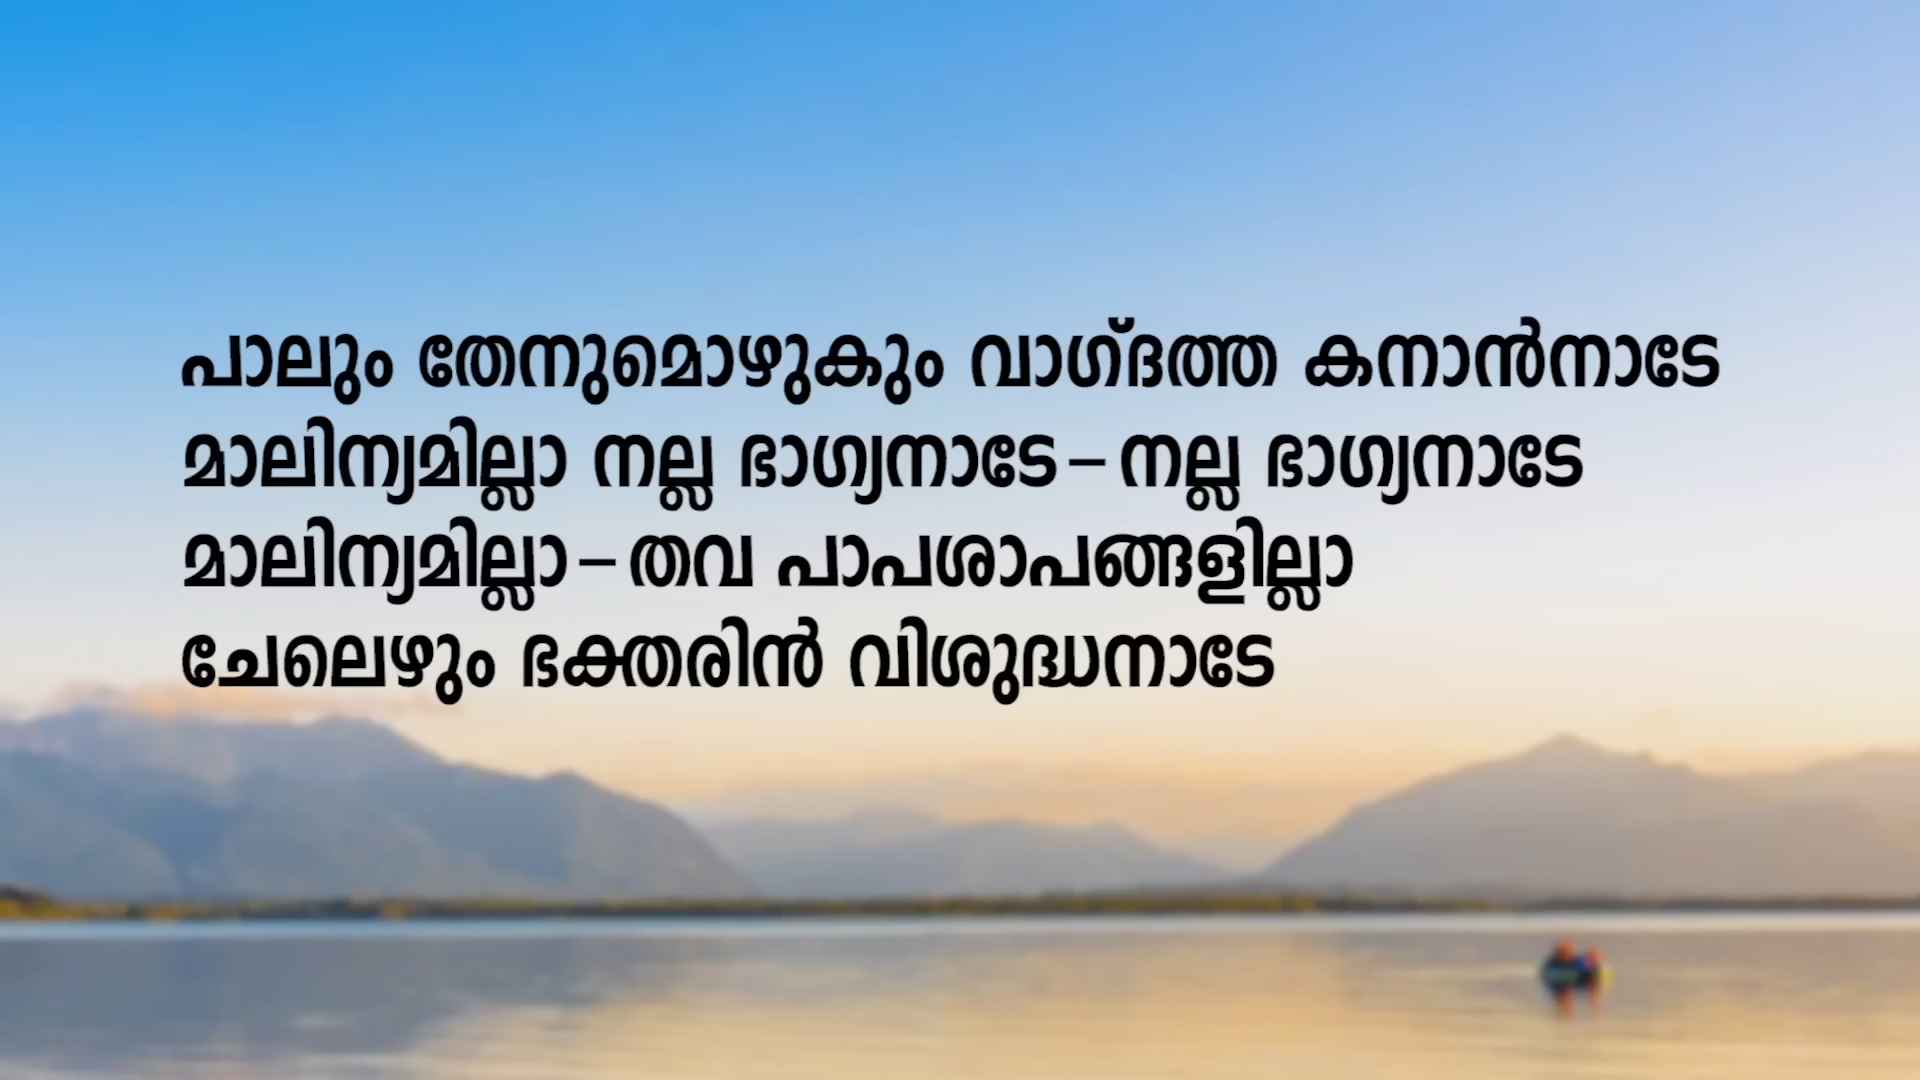 പാലും തേനുമൊഴുകും വാഗ്ദത്ത കനാൻനാടേ
മാലിന്യമില്ലാ നല്ല ഭാഗ്യനാടേ – നല്ല ഭാഗ്യനാടേ
മാലിന്യമില്ലാ – തവ പാപശാപങ്ങളില്ലാ
ചേലെഴും ഭക്തരിൻ വിശുദ്ധനാടേ